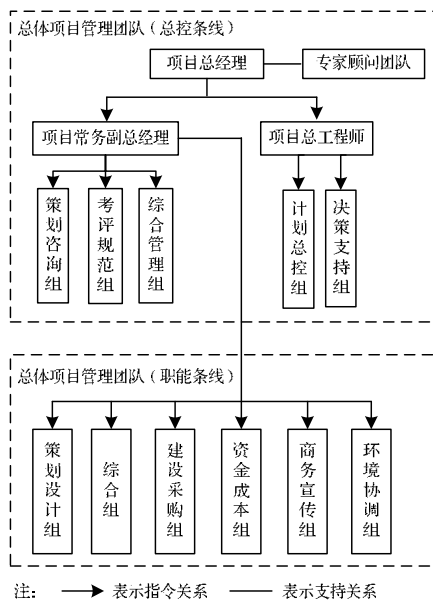 总体项目管理团队(总控条线)
项目总经理
专家顾问团队
项目常务副总经理
项目总工程师
策划咨询组
考评规范组
综合管理组
计划总控组
决策支持组
总体项目管理团队(职能条线)
策划设计组
综合组
建设采购组
资金成本组
商务宣传组
环境协调组
注: 表示指令关系 表示支持关系